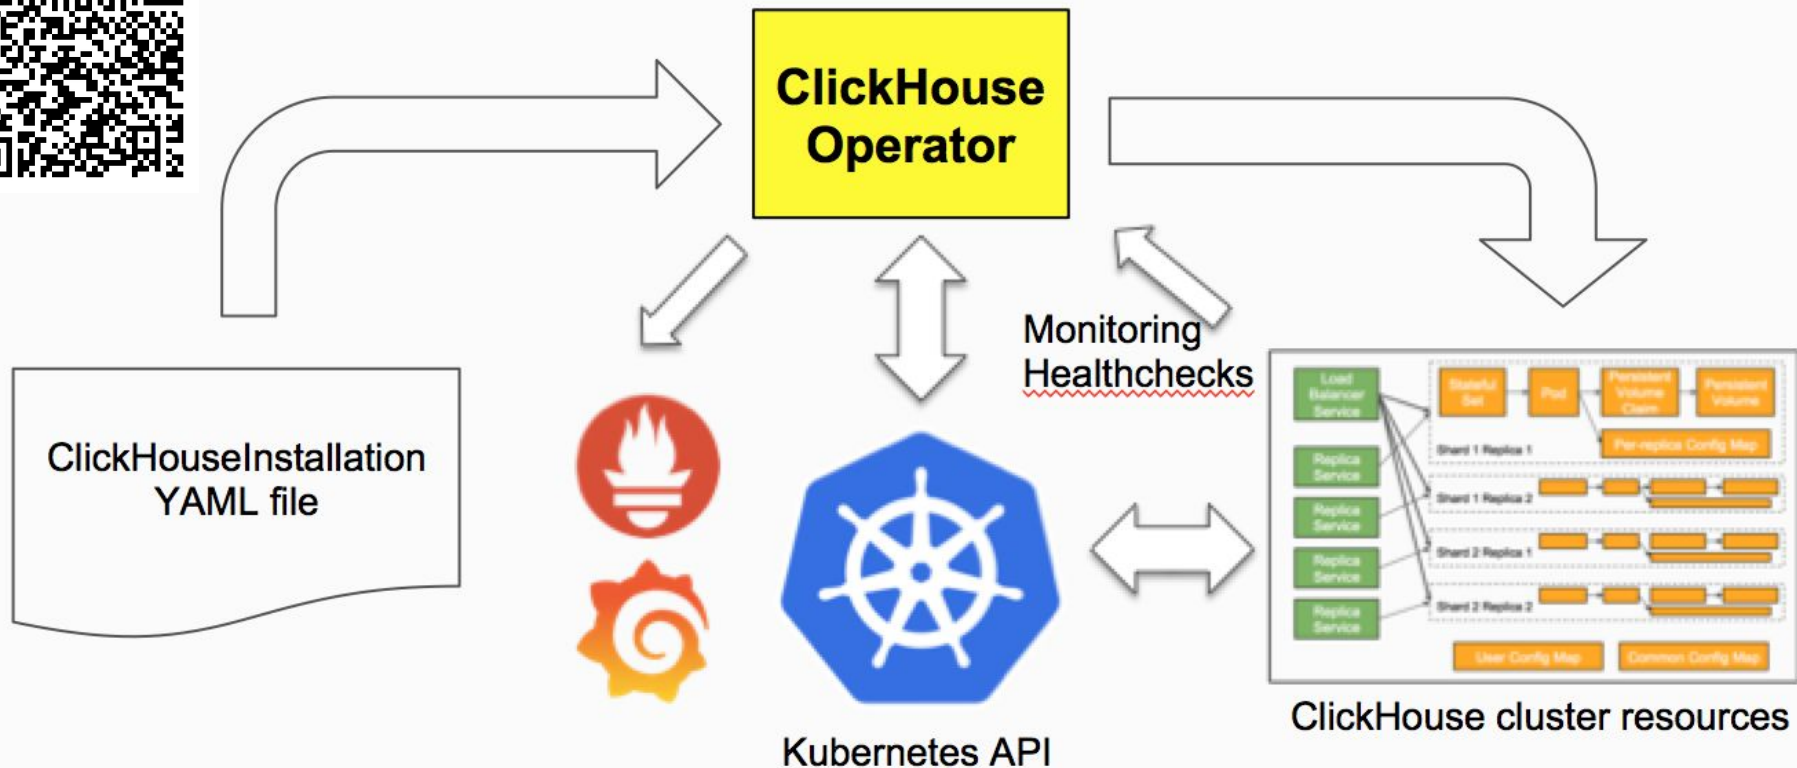 ClickHouse
Operator
Monitoring
Healthchecks
ClickHouseInstallation
YAML file
Load
Balancer
Service
Replica
Service
Replica
Service
Replica
Service
Replica
Service
Stateful
Set
Pod
Persistent
Volume
Claim
Persistent
Volume
Per-replica Config Map
Shard 1 Replica 1
Shard 1 Replica 2
Shard 2 Replica 1
Shard 2 Replica 2
User Config Map
Common Config Map
ClickHouse cluster resources
Kubernetes API